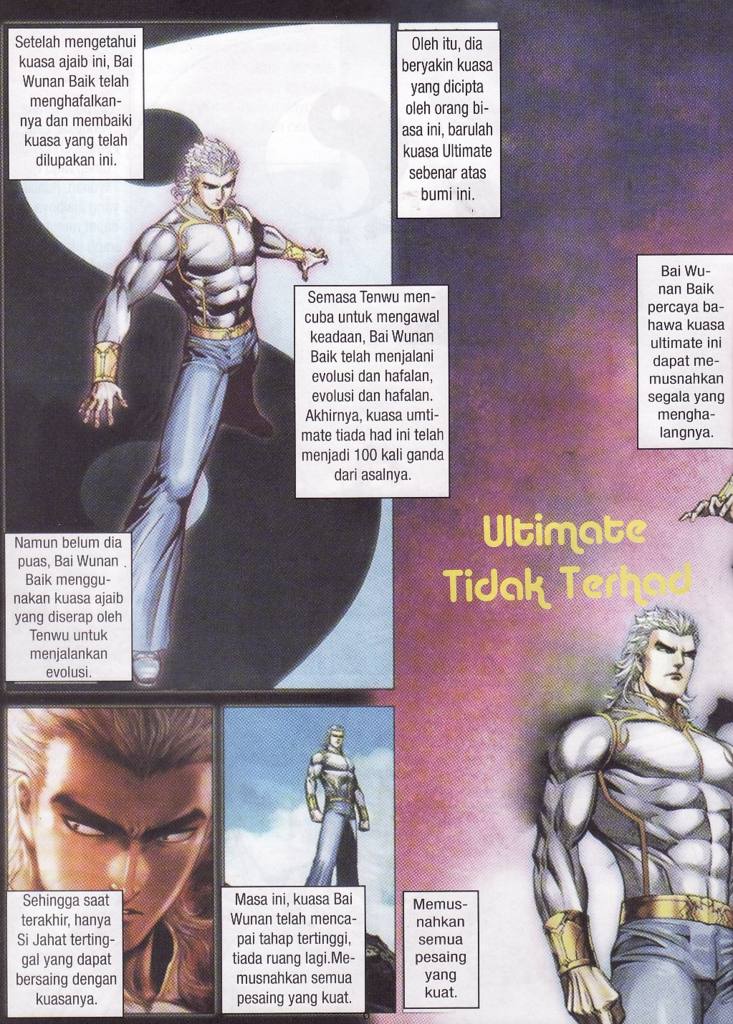 Setelah mengetahui
kuasa ajaib ini, Bai
Wunan Baik telah
menghafalkan-
nya dan membaiki
kuasa yang telah
dilupakan ini.
Semasa Tenwu men-
cuba untuk mengawal
keadaan, Bai Wunan
Baik telah menjalani
evolusi dan hafalan,
evolusi dan hafalan.
Akhirnya, kuasa umti-
mate tiada had ini telah
menjadi 100 kali ganda
dari asalnya.
Namun belum dia
puas, Bai Wunan
Baik menggu-
nakan kuasa ajaib
yang diserap oleh
Tenwu untuk
menjalankan
evolusi.
Oleh itu, dia
beryakin kuasa
yang dicipta
oleh orang bi-
asa ini, barulah
kuasa Ultimate
sebenar atas
bumi ini.
Bai Wu-
nan Baik
percaya ba-
hawa kuasa
ultimate ini
dapat me-
musnahkan
segala yang
mengha-
langnya.
Ultimate
Tidak Terhad
Sehingga saat
terakhir, hanya
Si Jahat terting-
gal yang dapat
bersaing dengan
kuasanya.
Masa ini, kuasa Bai
Wunan telah menca-
pai tahap tertinggi,
tiada ruang lagi.Me-
musnahkan semua
pesaing yang kuat.
Memus-
nahkan
semua
pesaing
yang
kuat.